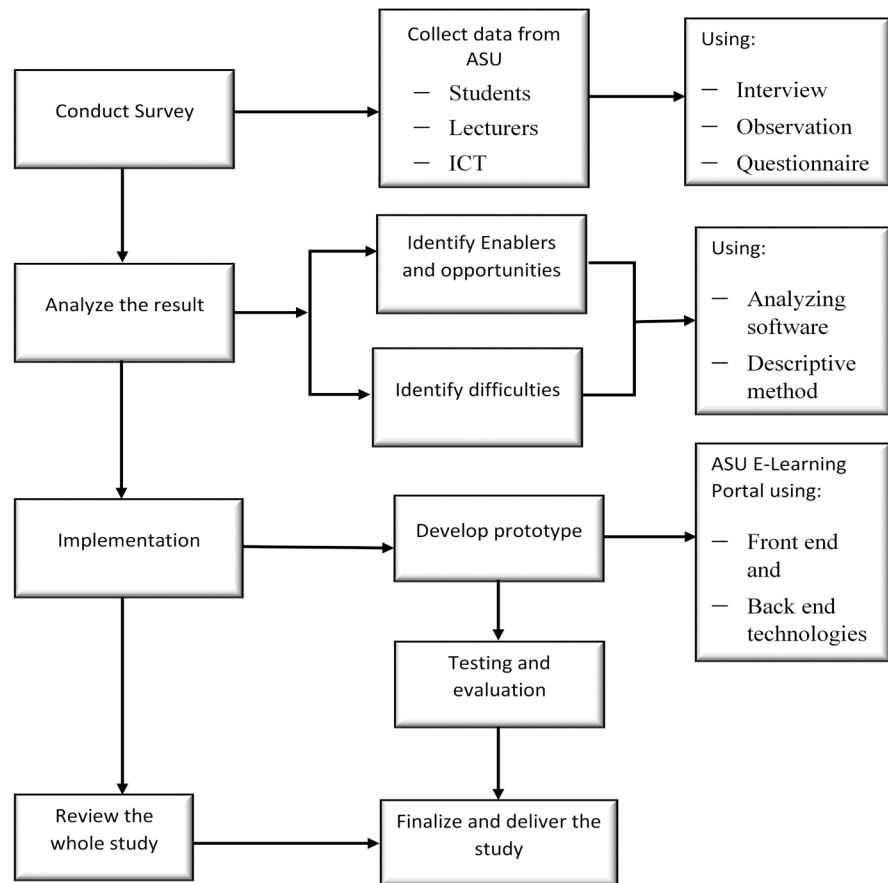 Conduct Survey
Collect data from
ASU
— Students
— Lecturers
— ICT
Using:
— Interview
— Observation
— Questionnaire
Analyze the result
Identify Enablers
and opportunities
Identify difficulties
Using:
— Analyzing
software
— Descriptive
method
Implementation
Develop prototype
ASU E-Learning
Portal using:
— Front end
and
— Back end
technologies
Testing and
evaluation
Review the
whole study
Finalize and deliver the
study